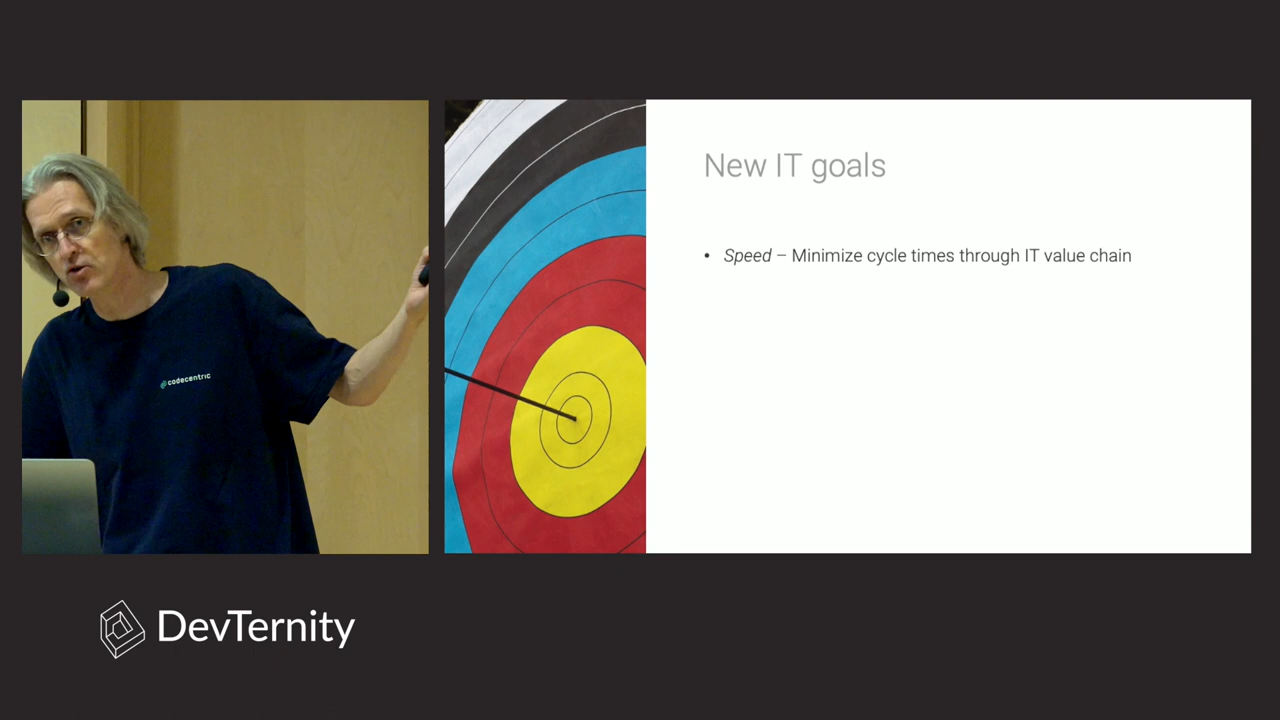 codecentric
New IT goals
• Speed – Minimize cycle times through IT value chain
DevTernity